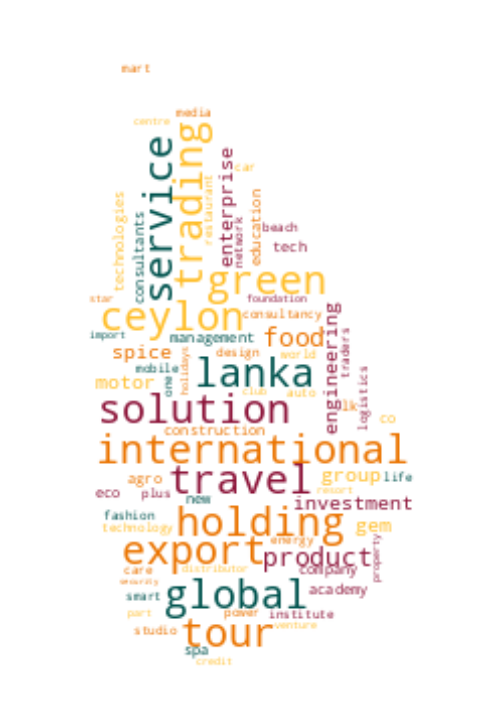 mart
media
centre
service
trading
restaurant
enterprise
car
technologies
consultants
network
education
beach
tech
green
star
foundation
ceylon
consultancy
import
management
food
engineering
traders
spice
holidays
design
world
mobile
one
lanka
motor
club
auto
logistics
solution
lk
co
construction
international
agro
travel
group
life
eco
plus
new
resort
investment
fashion
technology
holding
gem
energy
export
product
property
care
distributor
company
security
smart
global
academy
part
power
institute
studio
tour
venture
spa
credit